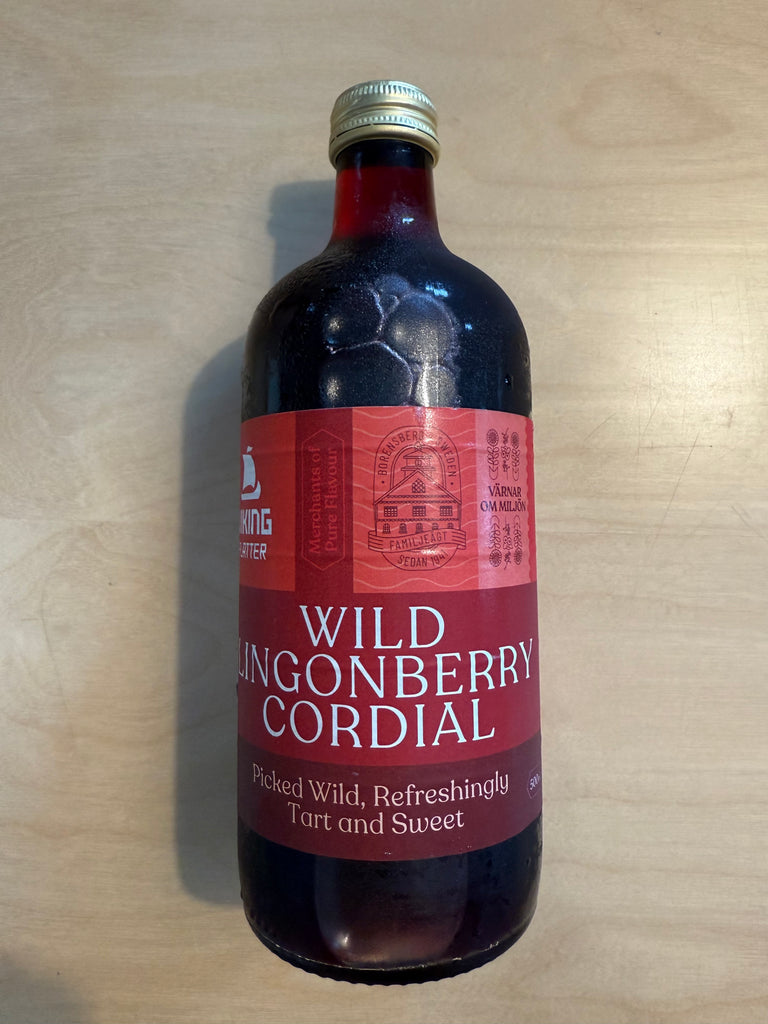 Merchants of
Pure Flavour
BORENSBERG SWEDEN
FAMILJEÄGT
SEDAN
VÄRNAR
OM MILJÖN
WILD
LINGONBERRY
CORDIAL
Picked Wild, Refreshingly
Tart and Sweet